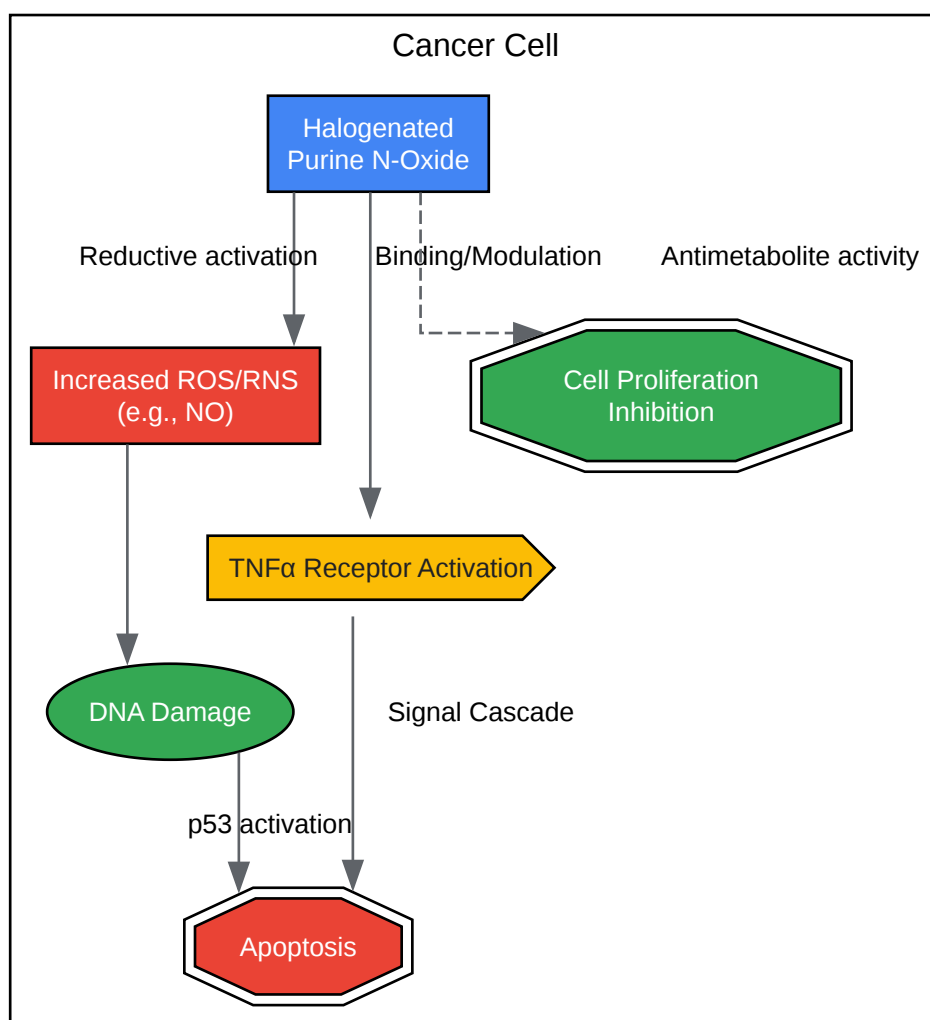 Cancer Cell
Halogenated
Purine N-Oxide
Reductive activation
Binding/Modulation
Antimetabolite activity
Increased ROS/RNS
(e.g., NO)
Cell Proliferation
Inhibition
TNFα Receptor Activation
DNA Damage
Signal Cascade
p53 activation
Apoptosis